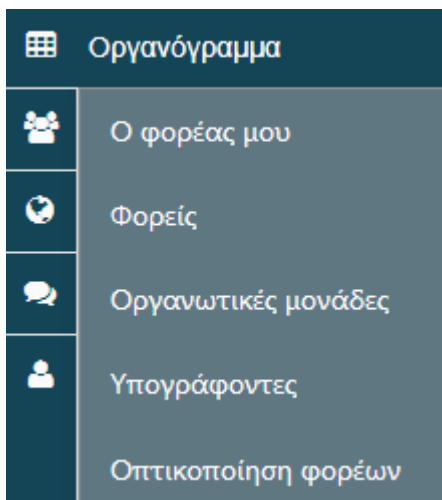 Οργανόγραμμα
Ο φορέας μου
Φορείς
Οργανωτικές μονάδες
Υπογράφοντες
Οπτικοποίηση φορέων